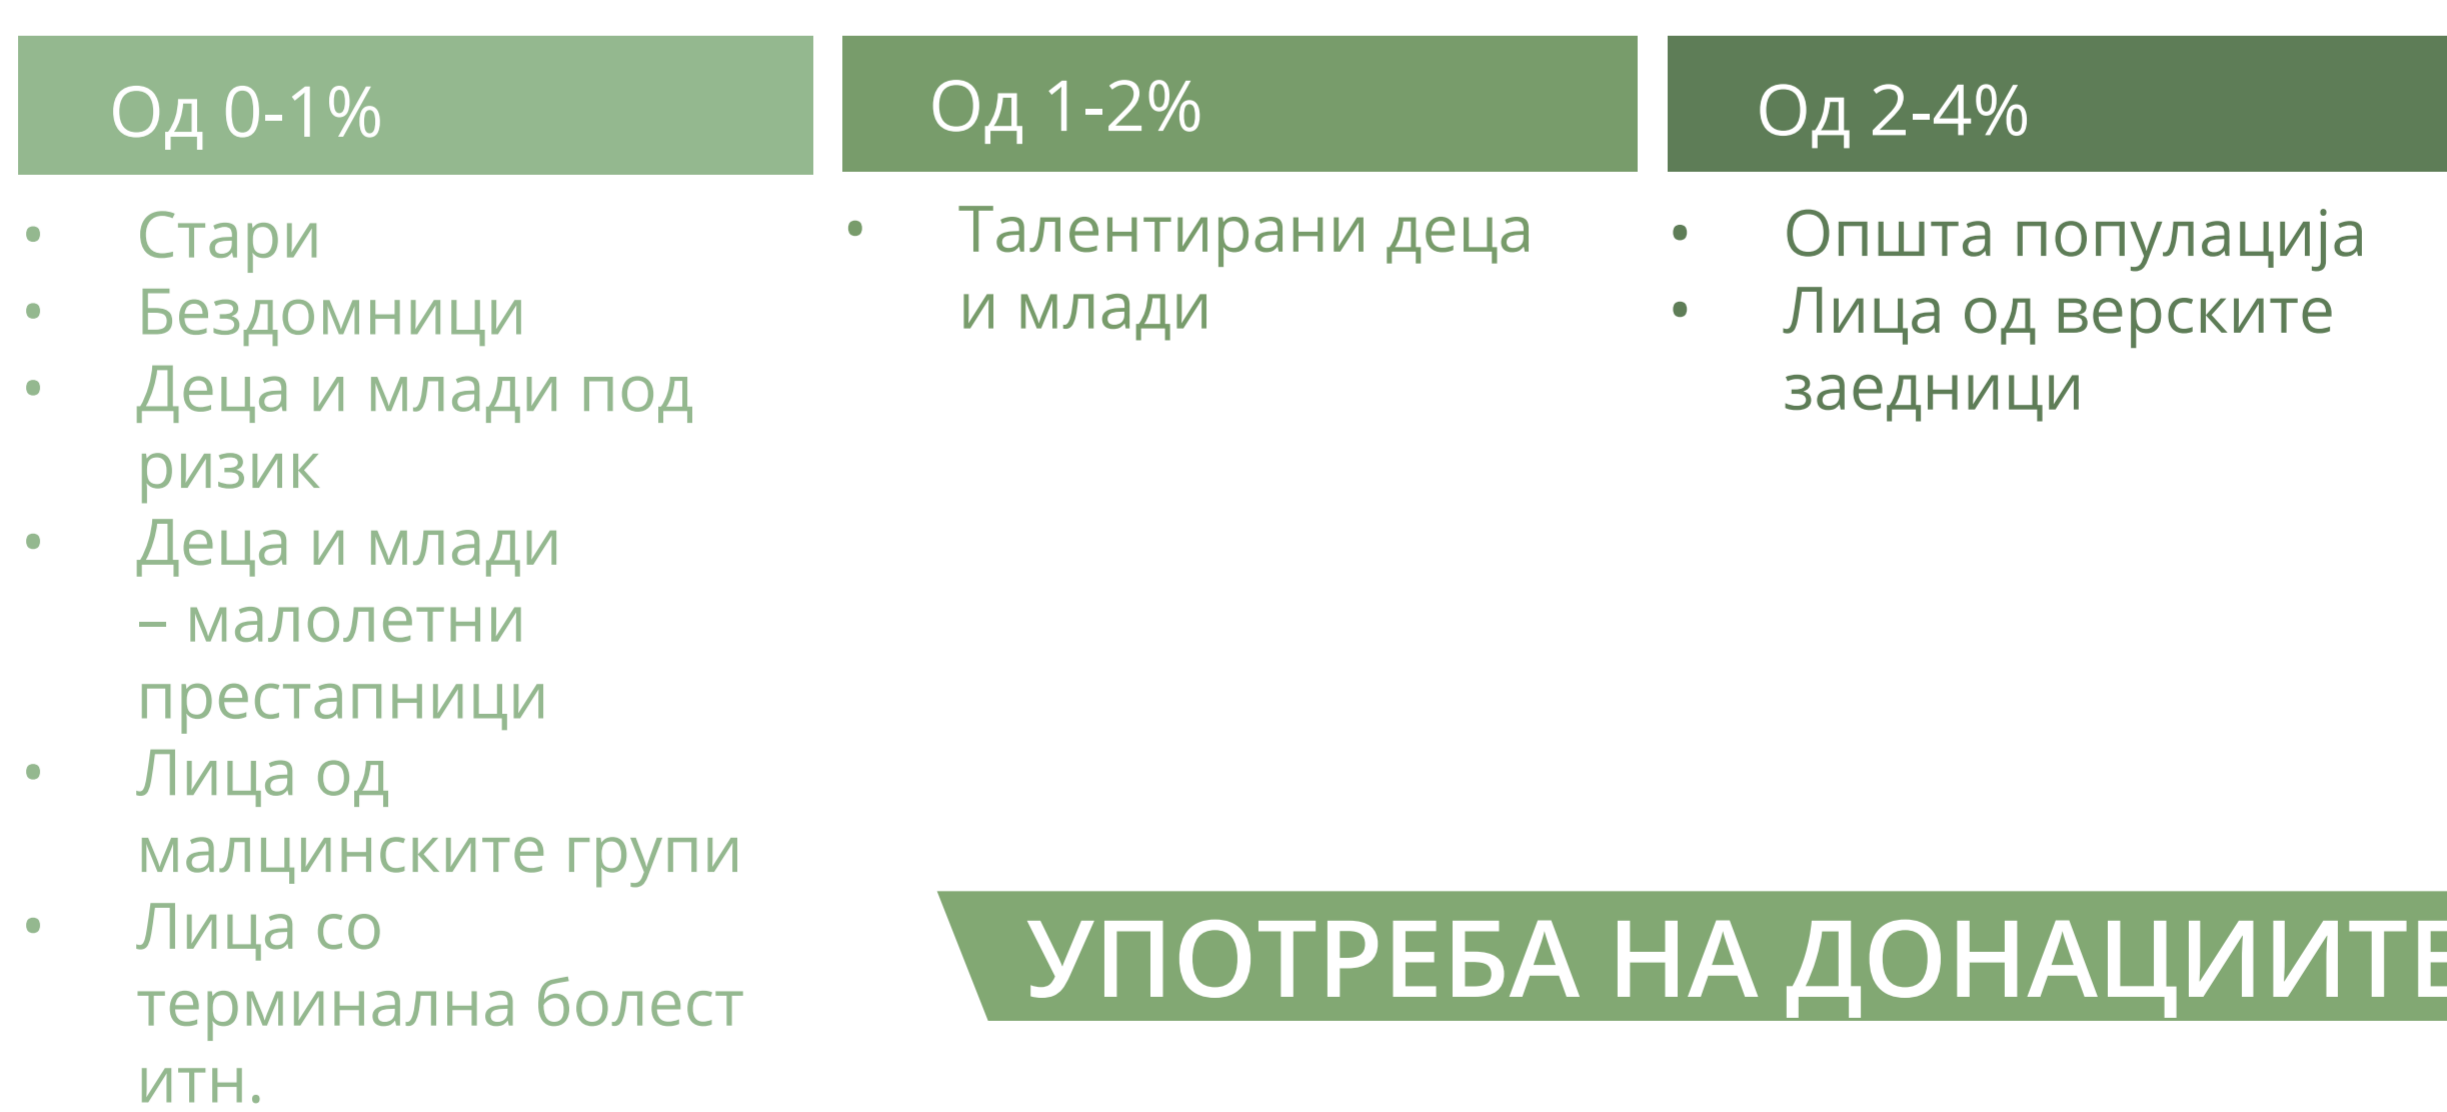 Од 0-1%
• Стари
• Бездомници
• Деца и млади под
ризик
• Деца и млади
– малолетни
престапници
• Лица од
малцинските групи
• Лица со
терминална болест
итн.
Од 1-2%
• Талентирани деца
и млади
Од 2-4%
• Општа популација
• Лица од верските
заедници
УПОТРЕБА НА ДОНАЦИИТЕ